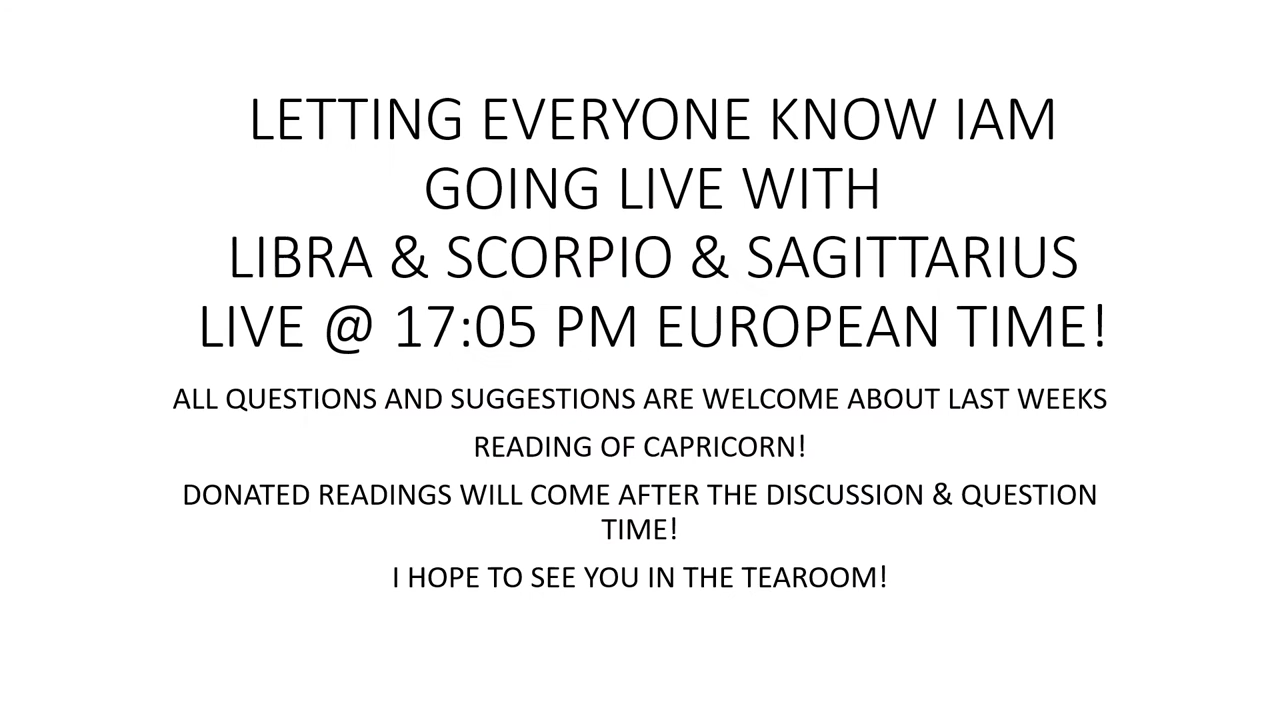 LETTING EVERYONE KNOW IAM
GOING LIVE WITH
LIBRA & SCORPIO & SAGITTARIUS
LIVE @ 17:05 PM EUROPEAN TIME!
ALL QUESTIONS AND SUGGESTIONS ARE WELCOME ABOUT LAST WEEKS
READING OF CAPRICORN!
DONATED READINGS WILL COME AFTER THE DISCUSSION & QUESTION
TIME!
I HOPE TO SEE YOU IN THE TEAROOM!